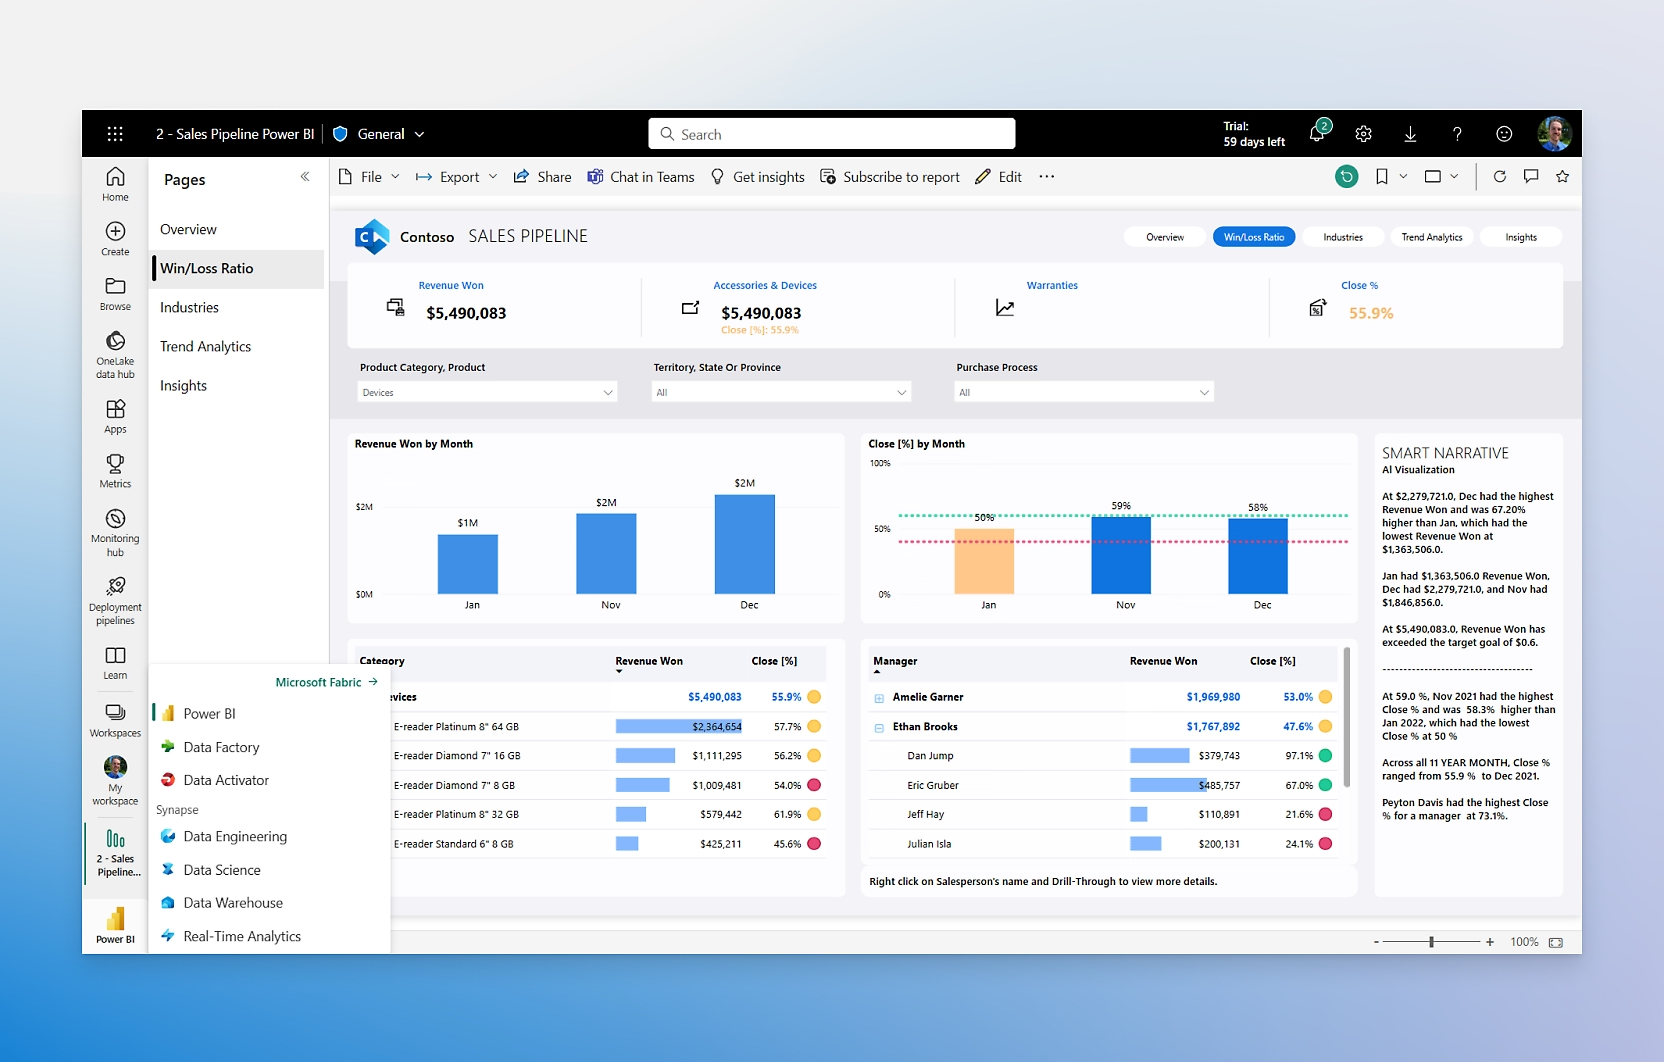 2 - Sales Pipeline Power BI
General
Search
Trial:
59 days left
2
Home
Create
Browse
OneLake
data hub
Apps
Metrics
Monitoring
hub
Deployment
pipelines
Learn
Workspaces
My
workspace
2 - Sales
Pipeline...
Power BI
Pages
Overview
Win/Loss Ratio
Industries
Trend Analytics
Insights
Microsoft Fabric
Power BI
Data Factory
Data Activator
Synapse
Data Engineering
Data Science
Data Warehouse
Real-Time Analytics
File
Export
Share
Chat in Teams
Get insights
Subscribe to report
Edit
Contoso SALES PIPELINE
Overview
Win/Loss Ratio
Industries
Trend Analytics
Insights
Revenue Won
$5,490,083
Accessories & Devices
$5,490,083
Close [%]: 55.9%
Warranties
Close %
55.9%
Product Category, Product
Devices
Territory, State Or Province
All
Purchase Process
All
Revenue Won by Month
$2M
$0M
$1M
$2M
$2M
Jan
Nov
Dec
Close [%] by Month
100%
50%
0%
50%
59%
58%
Jan
Nov
Dec
SMART NARRATIVE
AI Visualization
At $2,279,721.0, Dec had the highest
Revenue Won and was 67.20%
higher than Jan, which had the
lowest Revenue Won at
$1,363,506.0.
Jan had $1,363,506.0 Revenue Won,
Dec had $2,279,721.0, and Nov had
$1,846,856.0.
At $5,490,083.0, Revenue Won has
exceeded the target goal of $0.6.
-----------------------------------
At 59.0 %, Nov 2021 had the highest
Close % and was 58.3% higher than
Jan 2022, which had the lowest
Close % at 50 %
Across all 11 YEAR MONTH, Close %
ranged from 55.9 % to Dec 2021.
Peyton Davis had the highest Close
% for a manager at 73.1%.
Category Revenue Won Close [%]
vices $5,490,083 55.9%
E-reader Platinum 8" 64 GB $2,364,654 57.7%
E-reader Diamond 7" 16 GB $1,111,295 56.2%
E-reader Diamond 7" 8 GB $1,009,481 54.0%
E-reader Platinum 8" 32 GB $579,442 61.9%
E-reader Standard 6" 8 GB $425,211 45.6%
Manager Revenue Won Close [%]
Amelie Garner $1,969,980 53.0%
Ethan Brooks $1,767,892 47.6%
Dan Jump $379,743 97.1%
Eric Gruber $485,757 67.0%
Jeff Hay $110,891 21.6%
Julian Isla $200,131 24.1%
Right click on Salesperson's name and Drill-Through to view more details.
- + 100%